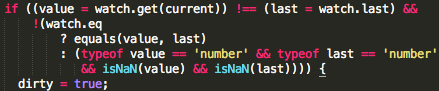 if ((value = watch.get(current)) !== (last = watch.last) &&
!(watch.eq
? equals(value, last)
: (typeof value == 'number' && typeof last == 'number'
&& isNaN(value) && isNaN(last)))) {
dirty = true;